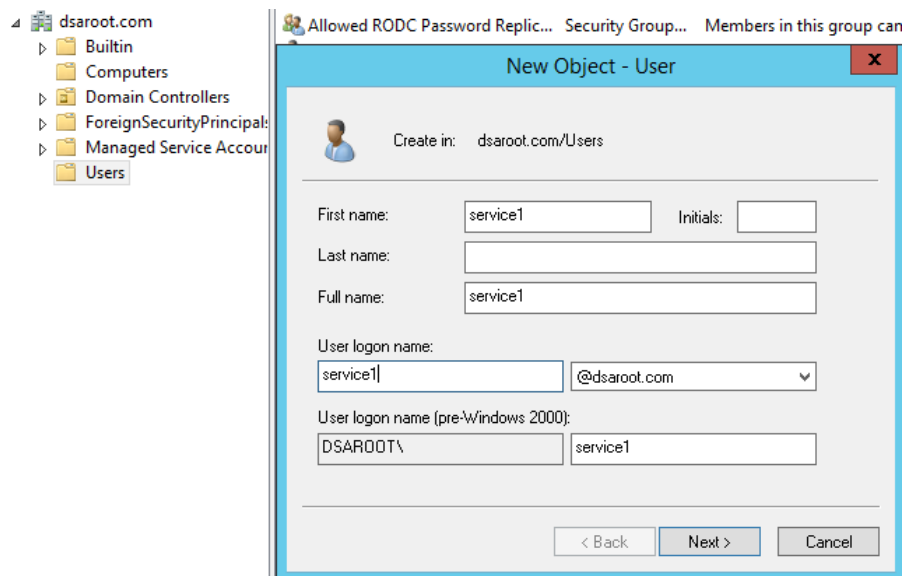 dsaroot.com
Builtin
Computers
Domain Controllers
ForeignSecurityPrincipals
Managed Service Accour
Users
Allowed RODC Password Replic... Security Group... Members in this group can
New Object - User
x
Create in: dsaroot.com/Users
First name: service1 Initials:
Last name:
Full name: service1
User logon name:
service1 @dsaroot.com
User logon name (pre-Windows 2000):
DSAROOT\ service1
< Back Next > Cancel